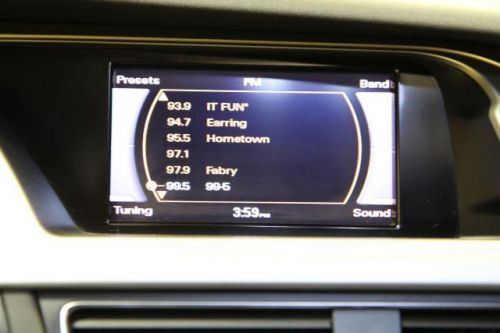 Presets FM Band
93.9 IT FUN"
94.7 Earring
95.5 Hometown
97.1
97.9 Fabry
99.5 99-5
Tuning 3:59PM Sound